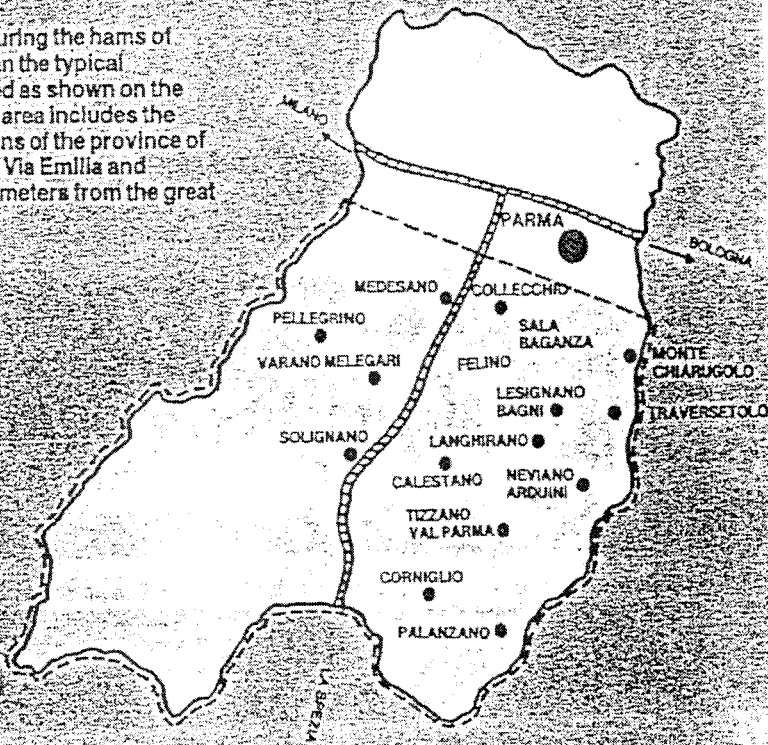 uring the hams of
n the typical
d as shown on the
area includes the
ns of the province of
Via Emilia and
meters from the great
MILANO
PARMA
BOLOGNA
MEDESANO
COLLECCHIO
PELLEGRINO
SALA
BAGANZA
VARANO MELEGARI
FELINO
MONTE
CHIARUGOLO
LESIGNANO
BAGNI
TRAVERSETOLO
SOLIGNANO
LANGHIRANO
CALESTANO
NEVIANO
ARDUINI
TIZZANO
VAL PARMA
CORNIGLIO
PALANZANO
LA SPEZIA